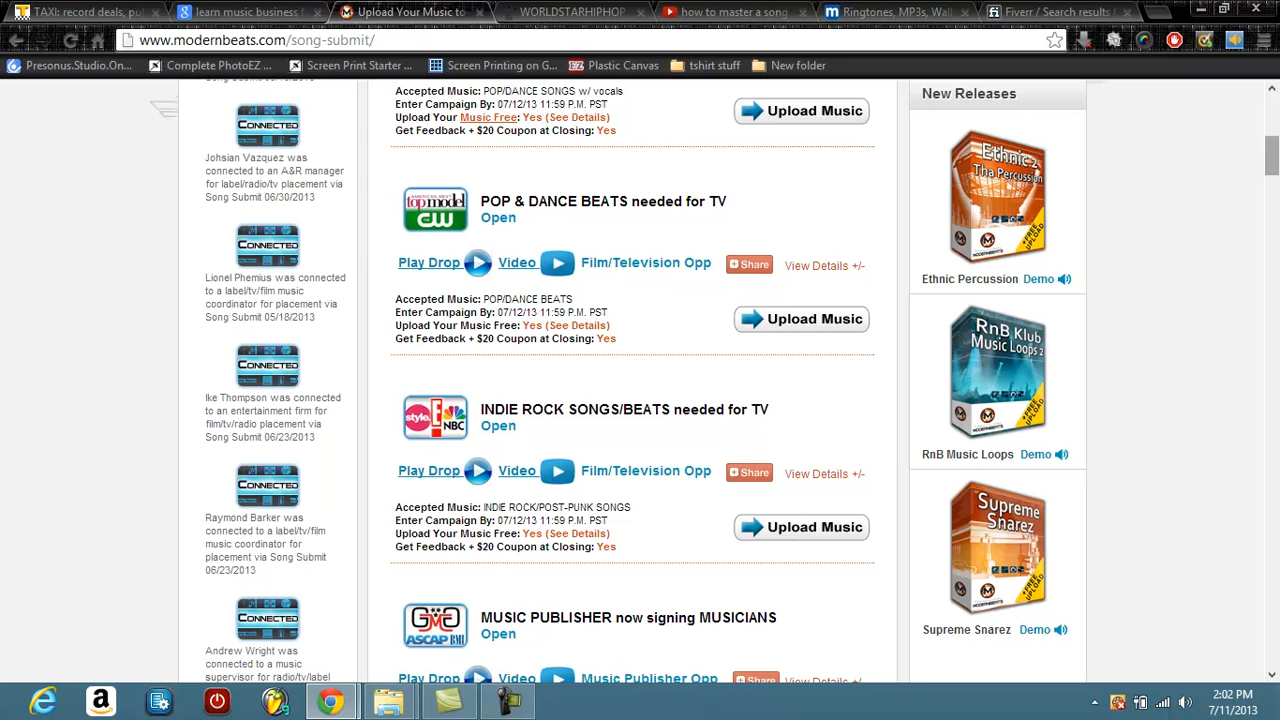 TAXI: record deals, pu
learn music business
Upload Your Music to
WORLDSTARHIPHOP
how to master a song
Ringtones, MP3s, Wal
Fiverr / search results
www.modernbeats.com/song-submit/
Presonus.Studio.On...
Complete PhotoEZ ...
Screen Print Starter ...
Screen Printing on G...
Plastic Canvas
tshirt stuff
New folder
CONNECTED
Johsian Vazquez was
connected to an A&R manager
for label/radio/tv placement via
Song Submit 06/30/2013
CONNECTED
Lionel Phemius was connected
to a label/tv/film music
coordinator for placement via
Song Submit 05/18/2013
CONNECTED
Ike Thompson was connected
to an entertainment firm for
film/tv/radio placement via
Song Submit 06/23/2013
CONNECTED
Raymond Barker was
connected to a label/tv/film
music coordinator for
placement via Song Submit
06/23/2013
CONNECTED
Andrew Wright was
connected to a music
supervisor for radio/tv/label
Accepted Music: POP/DANCE SONGS w/ vocals
Enter Campaign By: 07/12/13 11:59 P.M. PST
Upload Your Music Free: Yes (See Details)
Get Feedback + $20 Coupon at Closing: Yes
Upload Music
top model
CW
POP & DANCE BEATS needed for TV
Open
Play Drop Video Film/Television Opp Share View Details +/-
Accepted Music: POP/DANCE BEATS
Enter Campaign By: 07/12/13 11:59 P.M. PST
Upload Your Music Free: Yes (See Details)
Get Feedback + $20 Coupon at Closing: Yes
Upload Music
style. E! NBC
INDIE ROCK SONGS/BEATS needed for TV
Open
Play Drop Video Film/Television Opp Share View Details +/-
Accepted Music: INDIE ROCK/POST-PUNK SONGS
Enter Campaign By: 07/12/13 11:59 P.M. PST
Upload Your Music Free: Yes (See Details)
Get Feedback + $20 Coupon at Closing: Yes
Upload Music
ASCAP BMI
MUSIC PUBLISHER now signing MUSICIANS
Open
Play Drop Video Music Publisher Opp Share View Details +/-
New Releases
Ethnic 2
Tha Percussion
+FREE UPLOAD
Ethnic Percussion Demo
RnB Klub
Music Loops 2
+FREE UPLOAD
MODERNBEATS
RnB Music Loops Demo
Supreme
Snarez
+FREE UPLOAD
MODERNBEATS
Supreme Snarez Demo
2:02 PM
7/11/2013